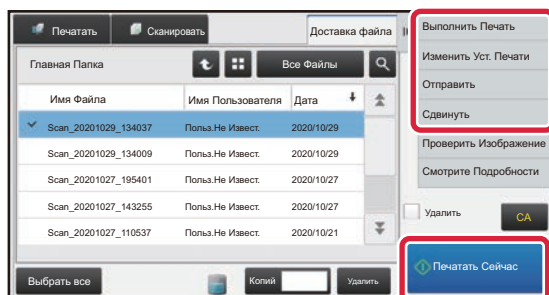 Печатать
Сканировать
Доставка файла
Главная Папка
Все Файлы
Имя Файла
Имя Пользователя
Дата
Scan_20201029_134037 Польз.Не Извест. 2020/10/29
Scan_20201029_134009 Польз.Не Извест. 2020/10/29
Scan_20201027_195401 Польз.Не Извест. 2020/10/27
Scan_20201027_143255 Польз.Не Извест. 2020/10/27
Scan_20201027_110537 Польз.Не Извест. 2020/10/21
Выбрать все
Копий
Удалить
Выполнить Печать
Изменить Уст. Печати
Отправить
Сдвинуть
Проверить Изображение
Смотрите Подробности
Удалить
CA
Печатать Сейчас